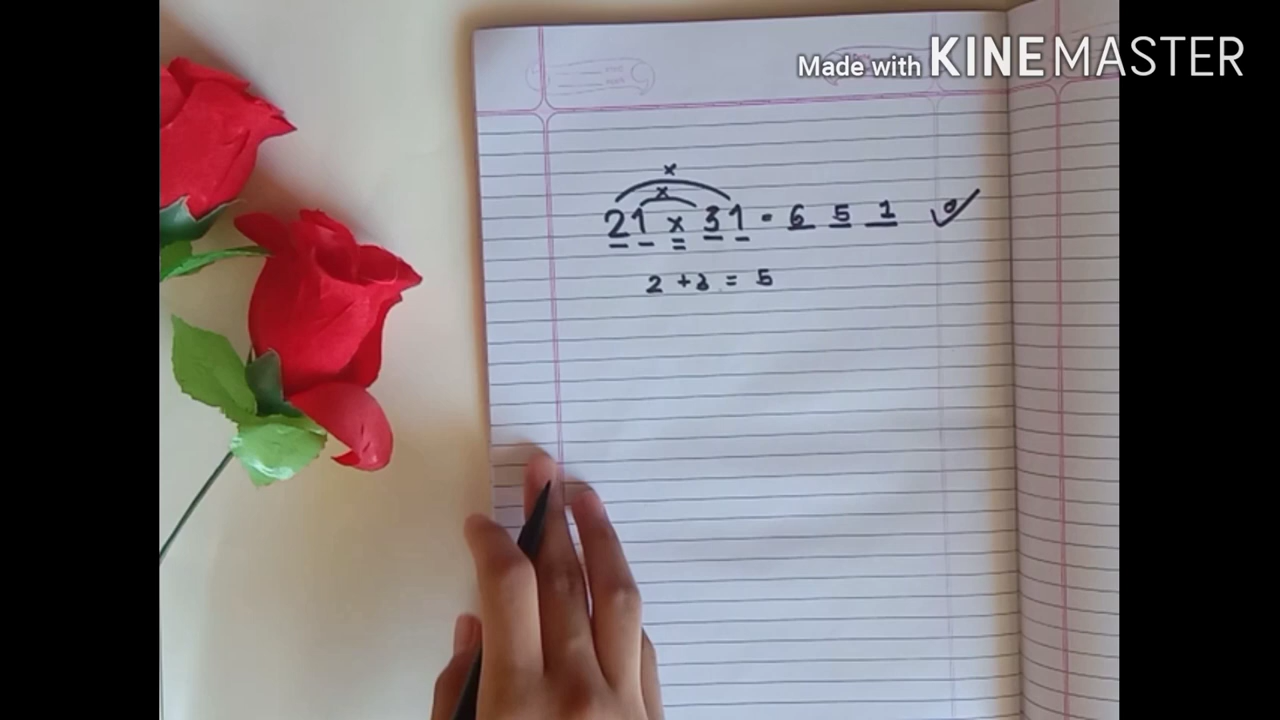 Made with KINEMASTER
x
x
21 x 31 = 6 5 1
2 + 3 = 5